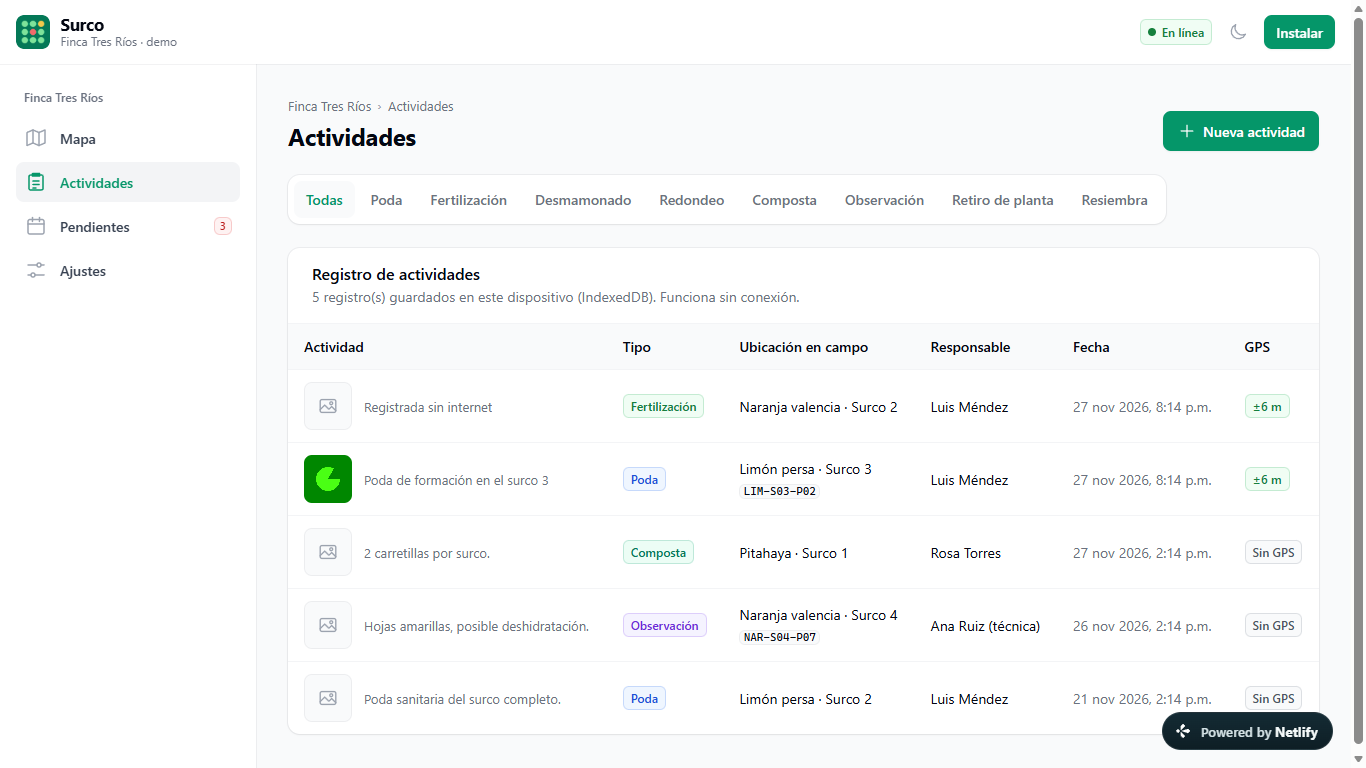 Surco
Finca Tres Ríos · demo
En línea
Instalar
Finca Tres Ríos
Mapa
Actividades
Pendientes 3
Ajustes
Finca Tres Ríos › Actividades
Actividades
+ Nueva actividad
Todas Poda Fertilización Desmamonado Redondeo Composta Observación Retiro de planta Resiembra
Registro de actividades
5 registro(s) guardados en este dispositivo (IndexedDB). Funciona sin conexión.
Actividad Tipo Ubicación en campo Responsable Fecha GPS
Registrada sin internet Fertilización Naranja valencia · Surco 2 Luis Méndez 27 nov 2026, 8:14 p.m. ±6 m
Poda de formación en el surco 3 Poda Limón persa · Surco 3 Luis Méndez 27 nov 2026, 8:14 p.m. ±6 m
LIM-S03-P02
2 carretillas por surco. Composta Pitahaya · Surco 1 Rosa Torres 27 nov 2026, 2:14 p.m. Sin GPS
Hojas amarillas, posible deshidratación. Observación Naranja valencia · Surco 4 Ana Ruiz (técnica) 26 nov 2026, 2:14 p.m. Sin GPS
NAR-S04-P07
Poda sanitaria del surco completo. Poda Limón persa · Surco 2 Luis Méndez 21 nov 2026, 2:14 p.m. Sin GPS
Powered by Netlify